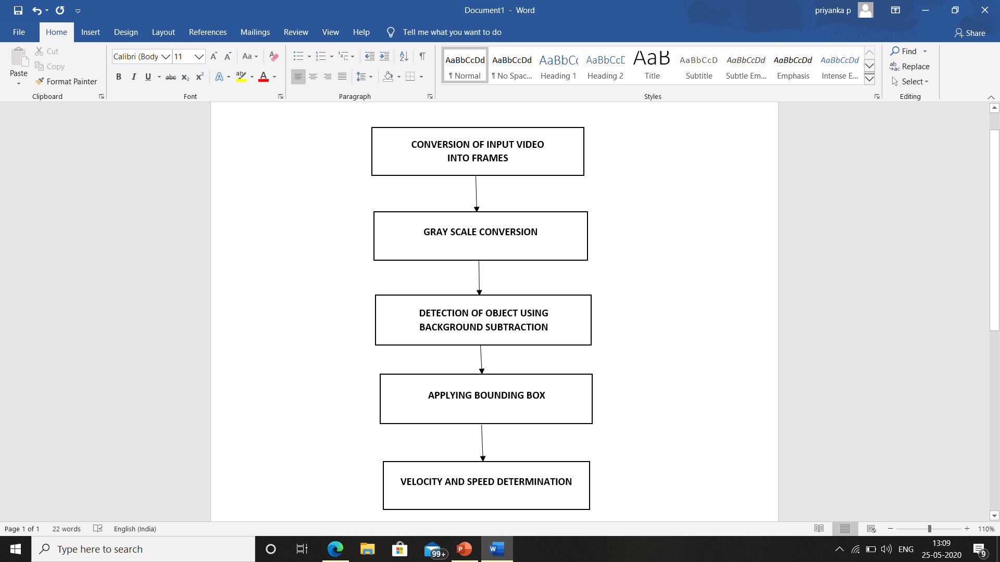 Document1 - Word
priyanka p
File Home Insert Design Layout References Mailings Review View Help Tell me what you want to do
Share
Paste
Cut
Copy
Format Painter
Clipboard
Calibri (Body 11
Aa
B I U abc x₂ x² A ab A
Font
Paragraph
AaBbCcDd AaBbCcDd AaBbCc AaBbCcE AaB AaBbCcD AaBbCcDd AaBbCcDd AaBbCcDd
¶ Normal ¶ No Spac... Heading 1 Heading 2 Title Subtitle Subtle Em... Emphasis Intense E...
Styles
Find
Replace
Select
Editing
CONVERSION OF INPUT VIDEO
INTO FRAMES
GRAY SCALE CONVERSION
DETECTION OF OBJECT USING
BACKGROUND SUBTRACTION
APPLYING BOUNDING BOX
VELOCITY AND SPEED DETERMINATION
Page 1 of 1 22 words English (India)
110%
Type here to search
99+
ENG
13:09
25-05-2020
9